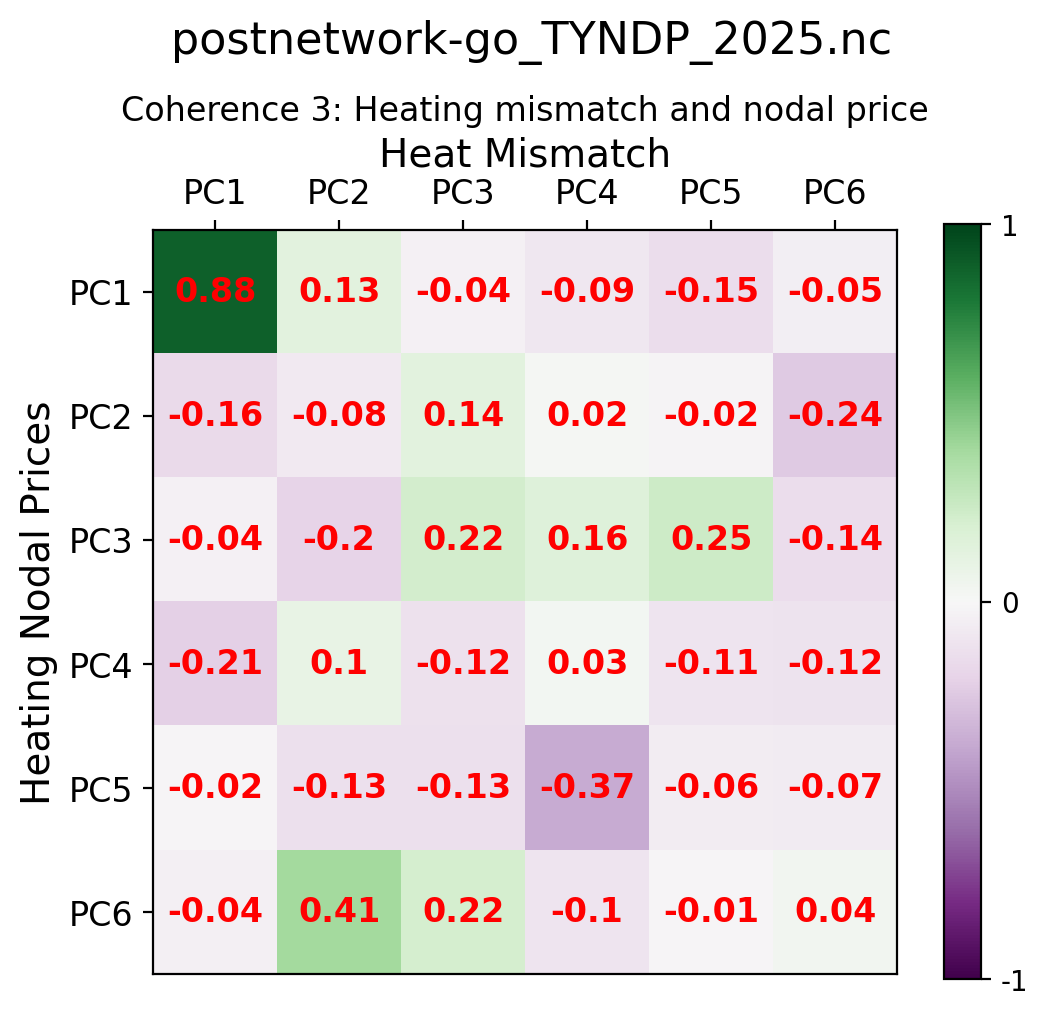 postnetwork-go_TYNDP_2025.nc
Coherence 3: Heating mismatch and nodal price
Heat Mismatch
PC1 PC2 PC3 PC4 PC5 PC6
1
PC1 0.88 0.13 -0.04 -0.09 -0.15 -0.05
PC2 -0.16 -0.08 0.14 0.02 -0.02 -0.24
PC3 -0.04 -0.2 0.22 0.16 0.25 -0.14
0
Heating Nodal Prices
PC4 -0.21 0.1 -0.12 0.03 -0.11 -0.12
PC5 -0.02 -0.13 -0.13 -0.37 -0.06 -0.07
PC6 -0.04 0.41 0.22 -0.1 -0.01 0.04
-1